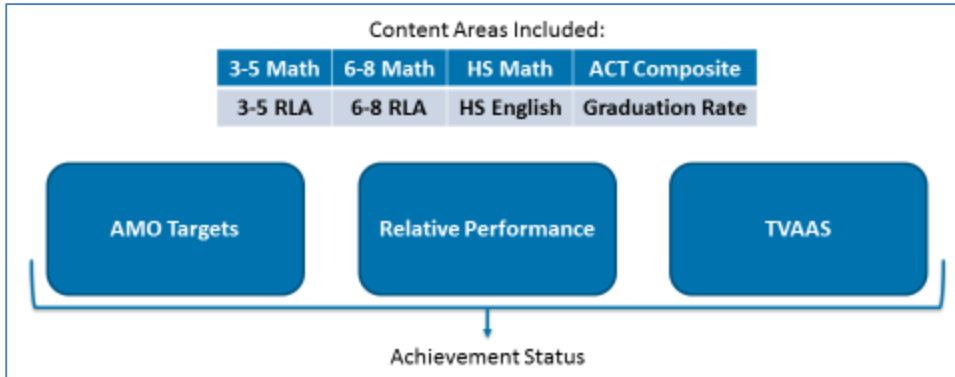 Content Areas Included:
3-5 Math 6-8 Math HS Math ACT Composite
3-5 RLA 6-8 RLA HS English Graduation Rate
AMO Targets Relative Performance TVAAS
Achievement Status